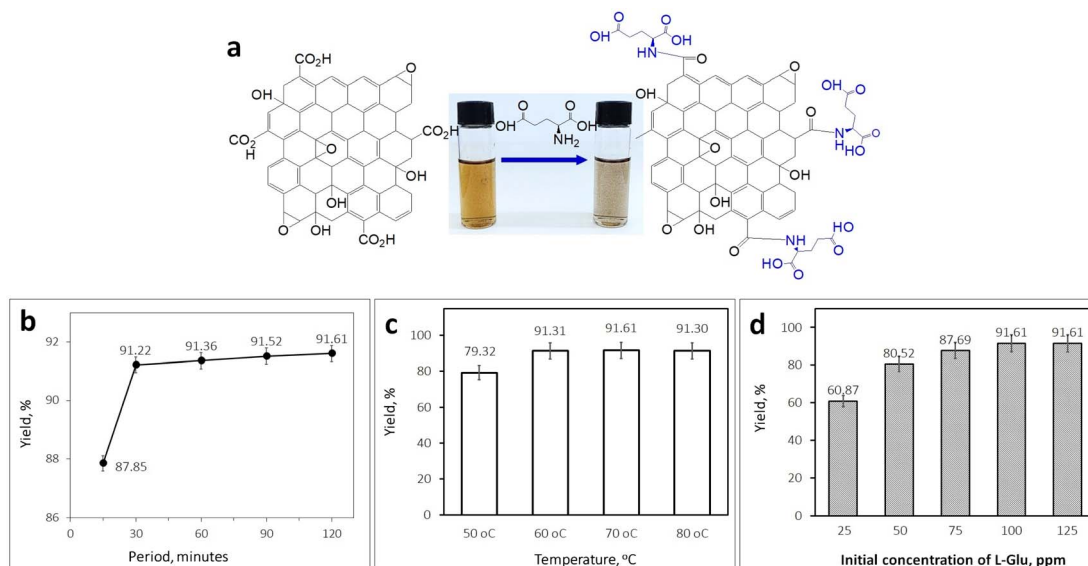 a
CO₂H
O
OH
CO₂
H
O
CO₂H
OH
OH
O
OH
CO₂H
O
O
OH
OH
NH₂
O
O
OH
OH
HN
O
O
OH
O
OH
O
O
N
H
O
HO
OH
OH
O
OH
O
NH
HO
O
HO
O
b
Yield, %
92
90
88
86
87.85
91.22
91.36
91.52
91.61
0
30
60
90
120
Period, minutes
c
Yield, %
100
80
60
40
20
0
79.32
91.31
91.61
91.30
50 oC
60 oC
70 oC
80 oC
Temperature, ºC
d
Yield, %
100
80
60
40
20
0
60,87
80,52
87,69
91,61
91,61
25
50
75
100
125
Initial concentration of L-Glu, ppm